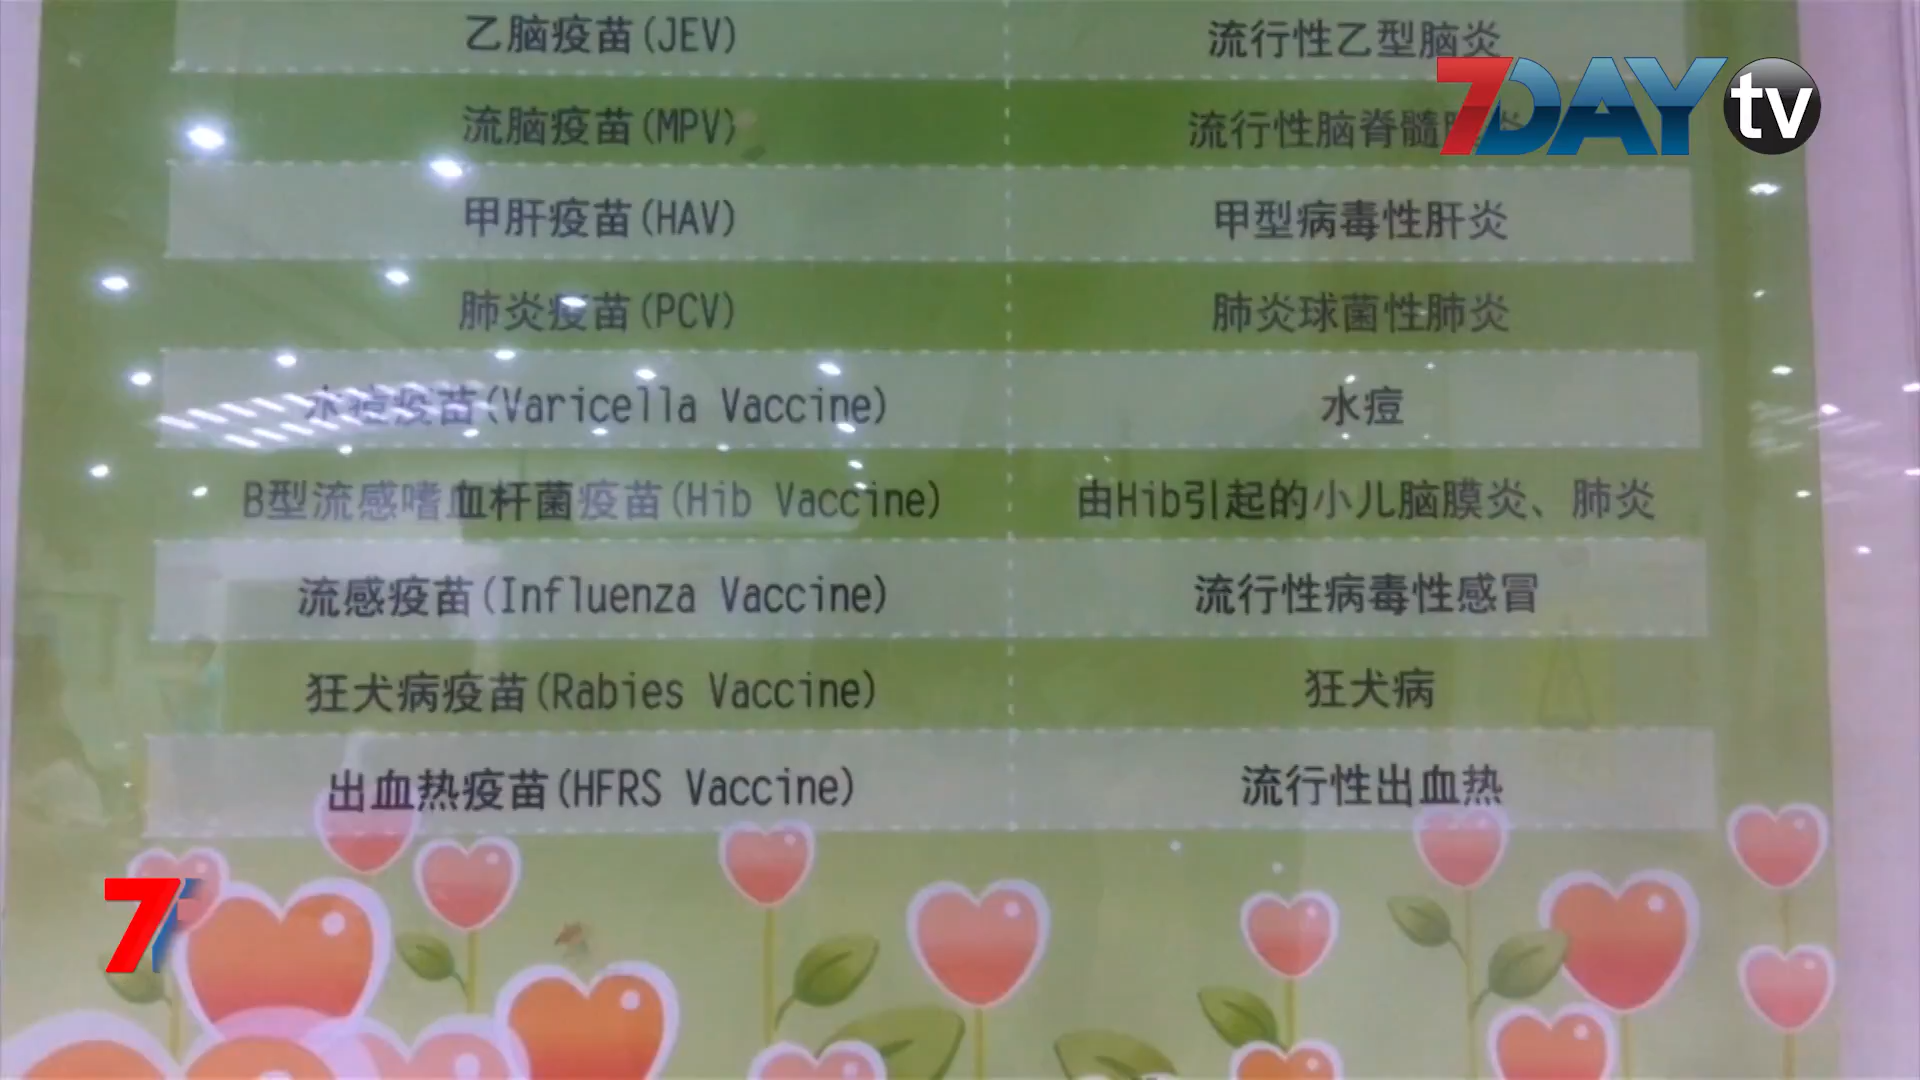 乙脑疫苗(JEV) 流行性乙型脑炎
7DAY tv
流脑疫苗(MPV) 流行性脑脊髓
甲肝疫苗(HAV) 甲型病毒性肝炎
肺炎疫苗(PCV) 肺炎球菌性肺炎
水痘疫苗(Varicella Vaccine) 水痘
B型流感嗜血杆菌疫苗(Hib Vaccine) 由Hib引起的小儿脑膜炎、肺炎
流感疫苗(Influenza Vaccine) 流行性病毒性感冒
狂犬病疫苗(Rabies Vaccine) 狂犬病
出血热疫苗(HFRS Vaccine) 流行性出血热
7